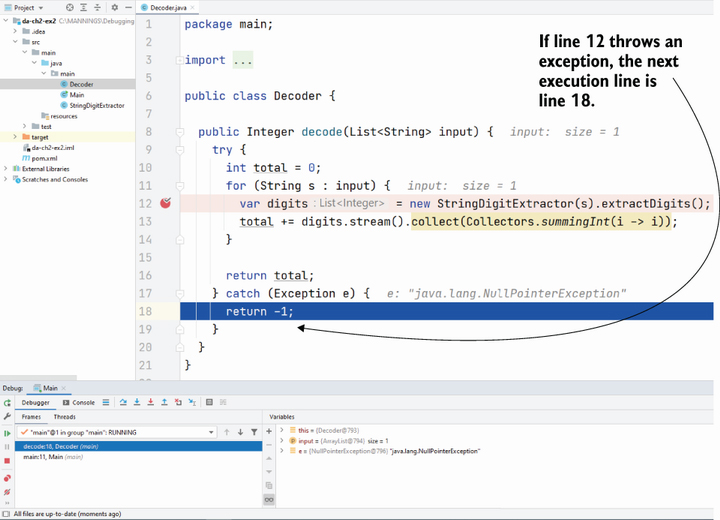 Project
Decoder.java
da-ch2-ex2 C:\MANNINGS\Debugging
.idea
src
main
java
main
Decoder
Main
StringDigitExtractor
resources
test
target
da-ch2-ex2.iml
pom.xml
External Libraries
Scratches and Consoles
1 package main;
2
3 import ...
5
6 public class Decoder {
7
8 public Integer decode(List<String> input) { input: size = 1
9 try {
10 int total = 0;
11 for (String s : input) { input: size = 1
12 var digits : List<Integer> = new StringDigitExtractor(s).extractDigits();
13 total += digits.stream().collect(Collectors.summingInt(i -> i));
14 }
15
16 return total;
17 } catch (Exception e) { e: "java.lang.NullPointerException"
18 return -1;
19 }
20 }
21 }
If line 12 throws an
exception, the next
execution line is
line 18.
Debug: Main
Debugger Console
Frames Threads
"main"@1 in group "main": RUNNING
decode:18, Decoder (main)
main:11, Main (main)
Variables
this = {Decoder@793}
input = {ArrayList@794} size = 1
e = {NullPointerException@796} "java.lang.NullPointerException"
All files are up-to-date (moments ago)